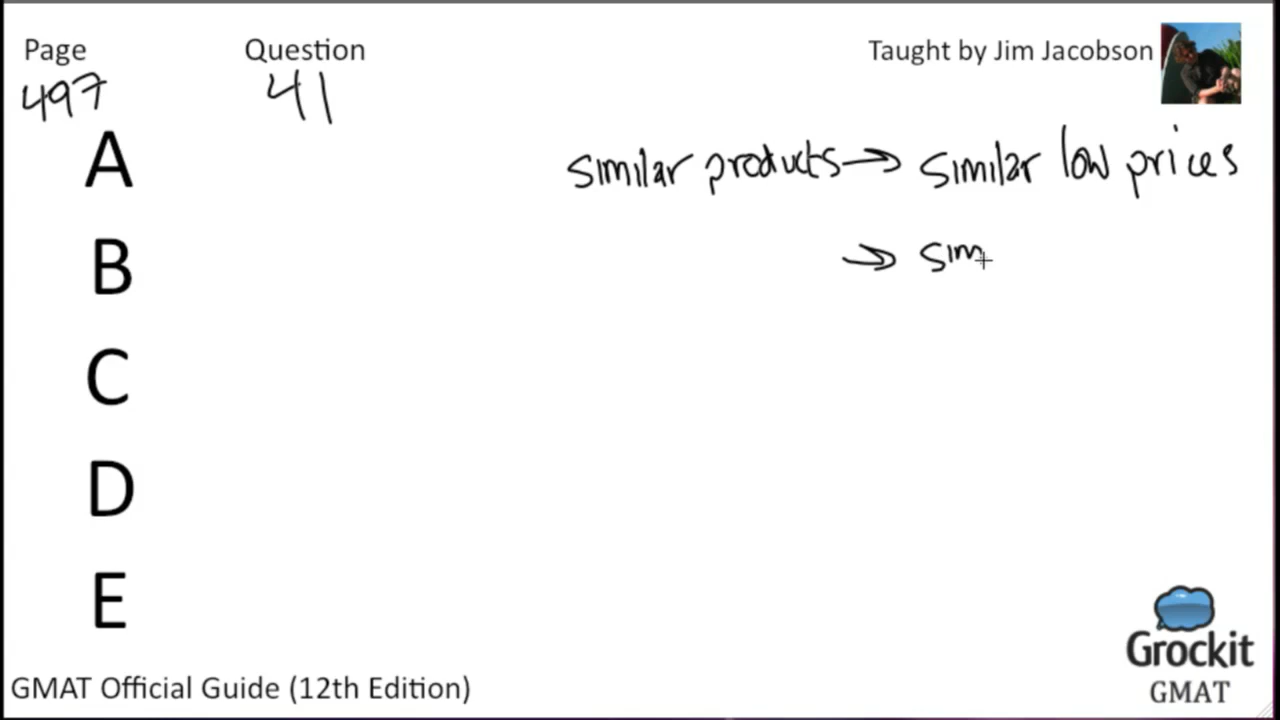 Page Question Taught by Jim Jacobson
497 41
A similar products → similar low prices
B → sim
C
D
E
Grockit
GMAT
GMAT Official Guide (12th Edition)